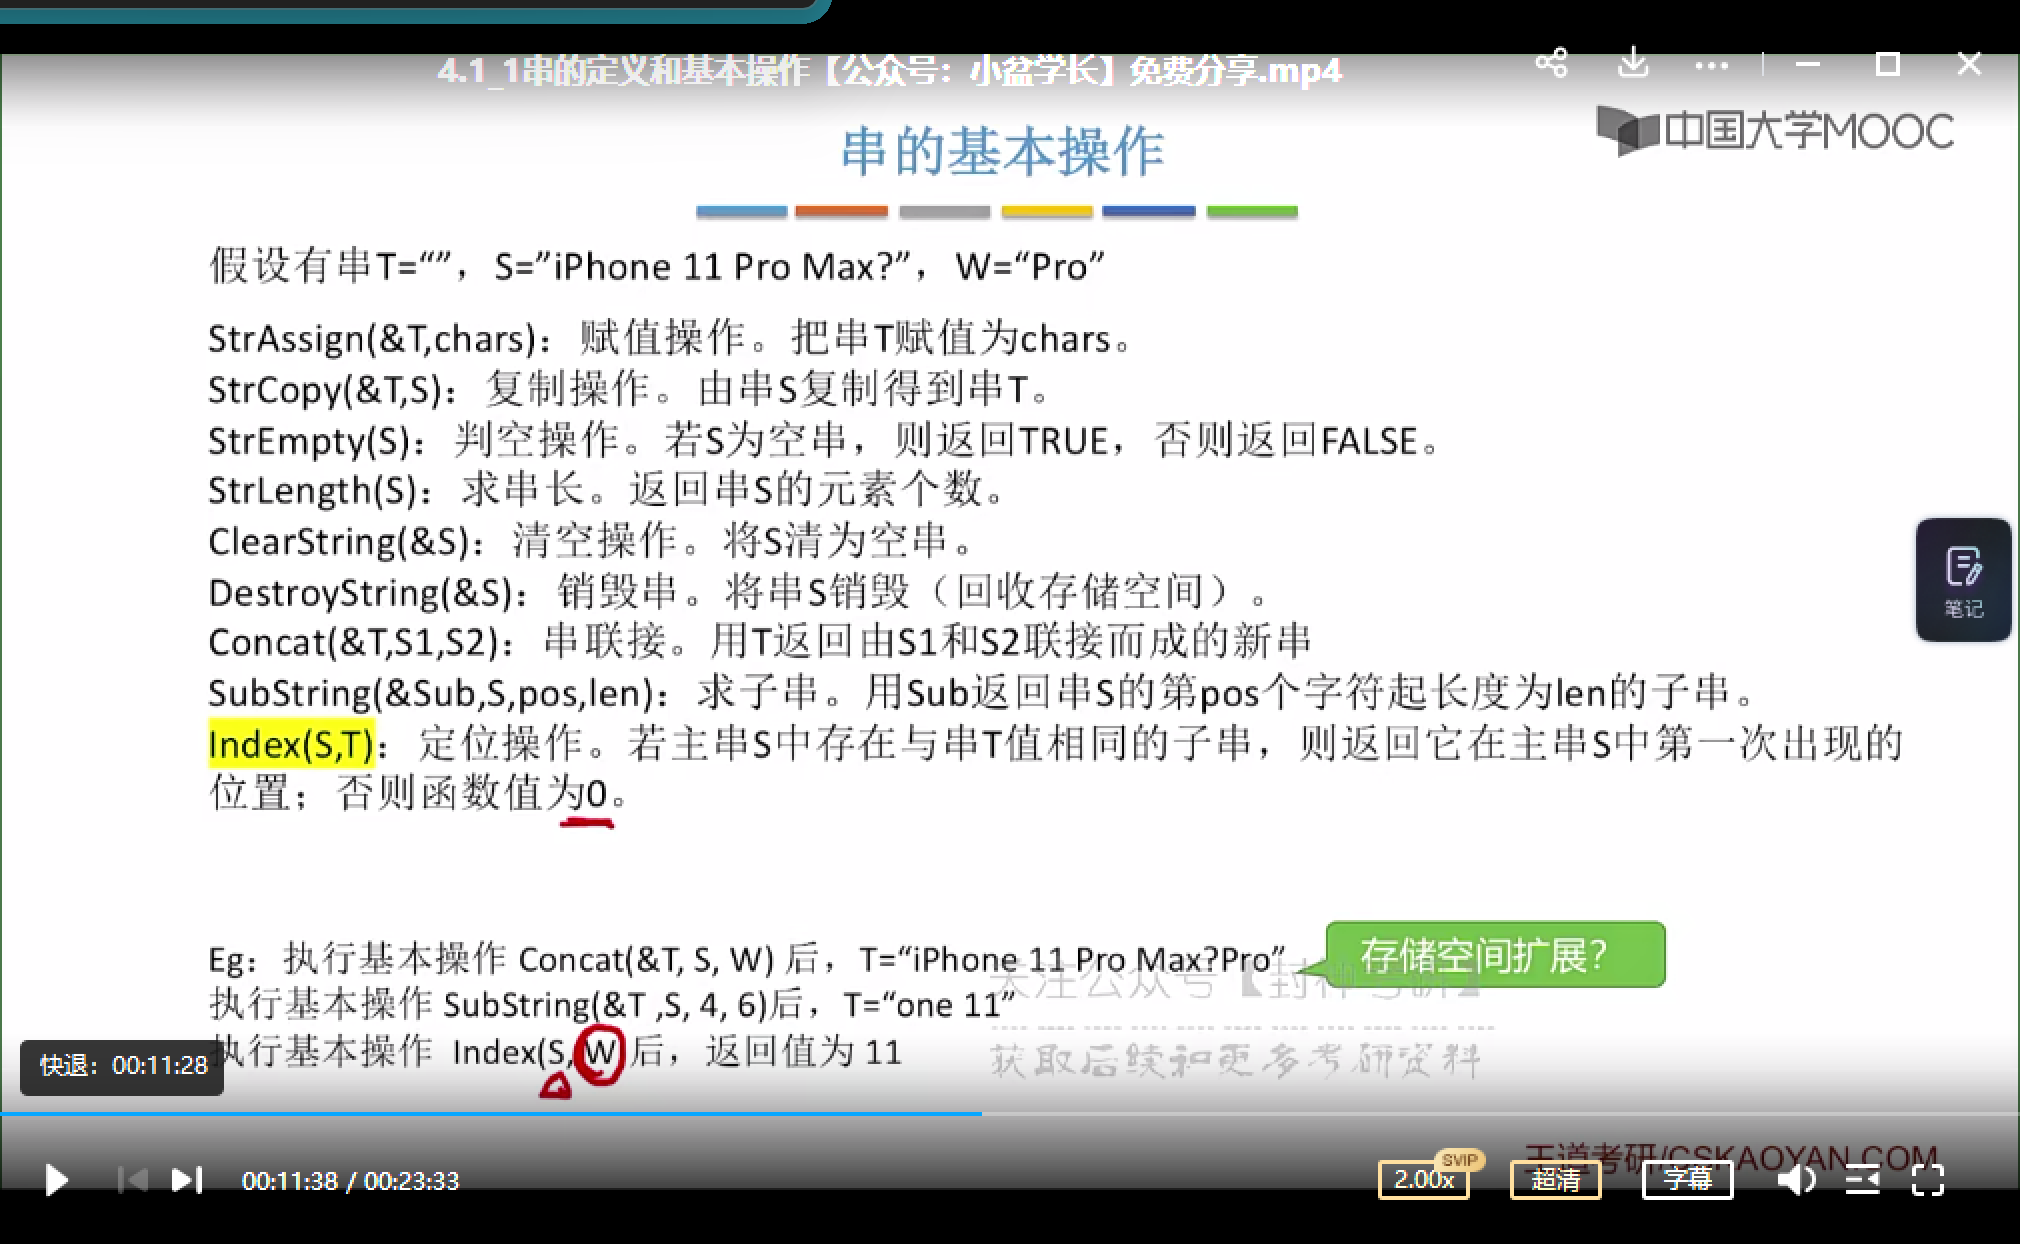 4.1_1串的定义和基本操作【公众号：小盆学长】免费分享.mp4
中国大学MOOC
串的基本操作
假设有串T=“”，S=”iPhone 11 Pro Max?”，W=“Pro”
StrAssign(&T,chars)：赋值操作。把串T赋值为chars。
StrCopy(&T,S)：复制操作。由串S复制得到串T。
StrEmpty(S)：判空操作。若S为空串，则返回TRUE，否则返回FALSE。
StrLength(S)：求串长。返回串S的元素个数。
ClearString(&S)：清空操作。将S清为空串。
DestroyString(&S)：销毁串。将串S销毁（回收存储空间）。
笔记
Concat(&T,S1,S2)：串联接。用T返回由S1和S2联接而成的新串
SubString(&Sub,S,pos,len)：求子串。用Sub返回串S的第pos个字符起长度为len的子串。
Index(S,T)：定位操作。若主串S中存在与串T值相同的子串，则返回它在主串S中第一次出现的
位置；否则函数值为0。
Eg：执行基本操作 Concat(&T, S, W) 后，T=“iPhone 11 Pro Max?Pro”
存储空间扩展？
关注公众号【封神考研】
执行基本操作 SubString(&T ,S, 4, 6)后，T=“one 11”
执行基本操作 Index(S, W)后，返回值为 11
获取后续和更多考研资料
快退：00:11:28
王道考研/CSKAOYAN.COM
00:11:38 / 00:23:33
2.00x
SVIP
超清
字幕